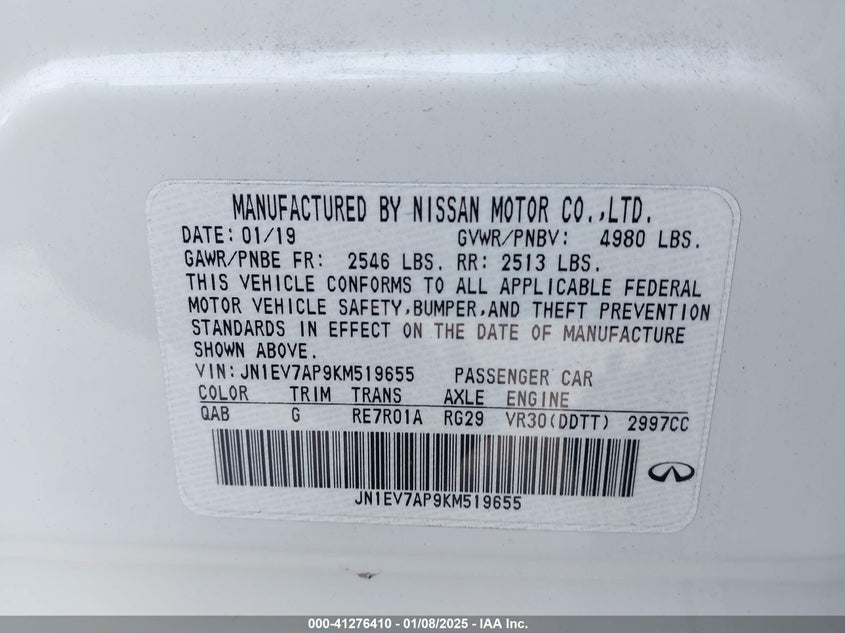 MANUFACTURED BY NISSAN MOTOR CO.,LTD.
DATE: 01/19 GVWR/PNBV: 4980 LBS.
GAWR/PNBE FR: 2546 LBS. RR: 2513 LBS.
THIS VEHICLE CONFORMS TO ALL APPLICABLE FEDERAL
MOTOR VEHICLE SAFETY,BUMPER,AND THEFT PREVENTION
STANDARDS IN EFFECT ON THE DATE OF MANUFACTURE
SHOWN ABOVE.
VIN: JN1EV7AP9KM519655 PASSENGER CAR
COLOR TRIM TRANS AXLE ENGINE
QAB G RE7R01A RG29 VR30(DDTT) 2997CC
JN1EV7AP9KM519655
000-41276410 | 01/08/2025 - IAA Inc.